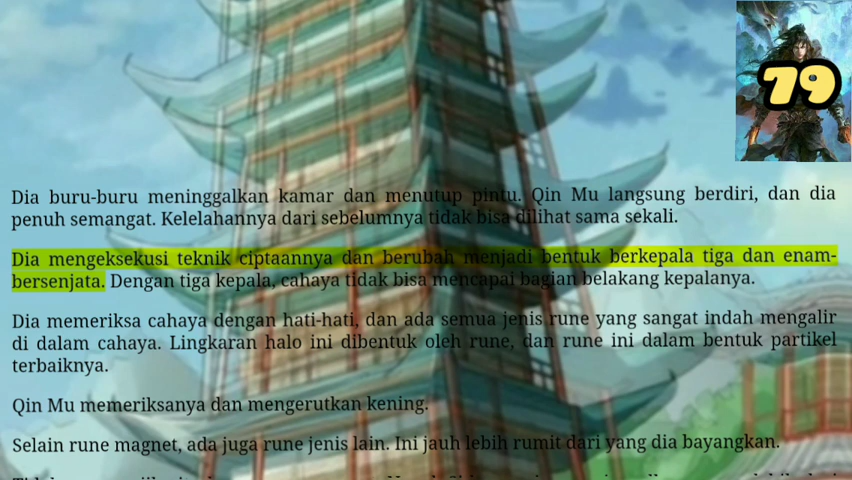 79
Dia buru-buru meninggalkan kamar dan menutup pintu. Qin Mu langsung berdiri, dan dia
penuh semangat. Kelelahannya dari sebelumnya tidak bisa dilihat sama sekali.
Dia mengeksekusi teknik ciptaannya dan berubah menjadi bentuk berkepala tiga dan enam-
bersenjata. Dengan tiga kepala, cahaya tidak bisa mencapai bagian belakang kepalanya.
Dia memeriksa cahaya dengan hati-hati, dan ada semua jenis rune yang sangat indah mengalir
di dalam cahaya. Lingkaran halo ini dibentuk oleh rune, dan rune ini dalam bentuk partikel
terbaiknya.
Qin Mu memeriksanya dan mengerutkan kening.
Selain rune magnet, ada juga rune jenis lain. Ini jauh lebih rumit dari yang dia bayangkan.